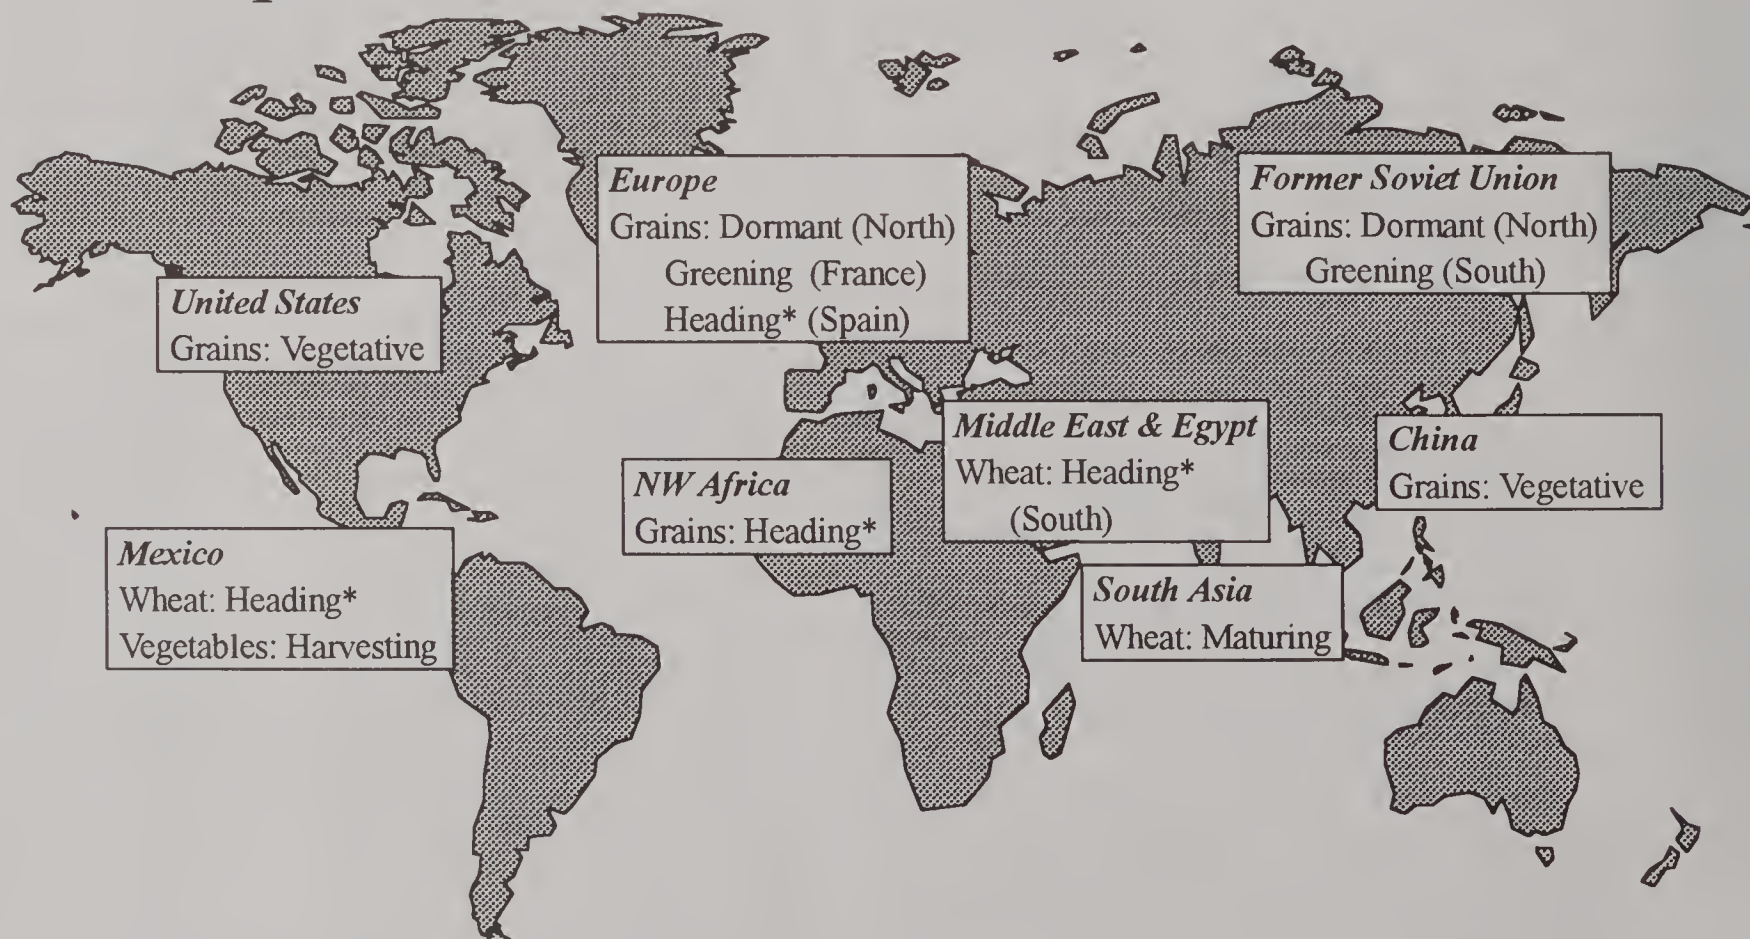 Europe
Grains: Dormant (North)
Greening (France)
Heading* (Spain)
Former Soviet Union
Grains: Dormant (North)
Greening (South)
United States
Grains: Vegetative
Middle East & Egypt
Wheat: Heading*
(South)
China
Grains: Vegetative
NW Africa
Grains: Heading*
Mexico
Wheat: Heading*
Vegetables: Harvesting
South Asia
Wheat: Maturing